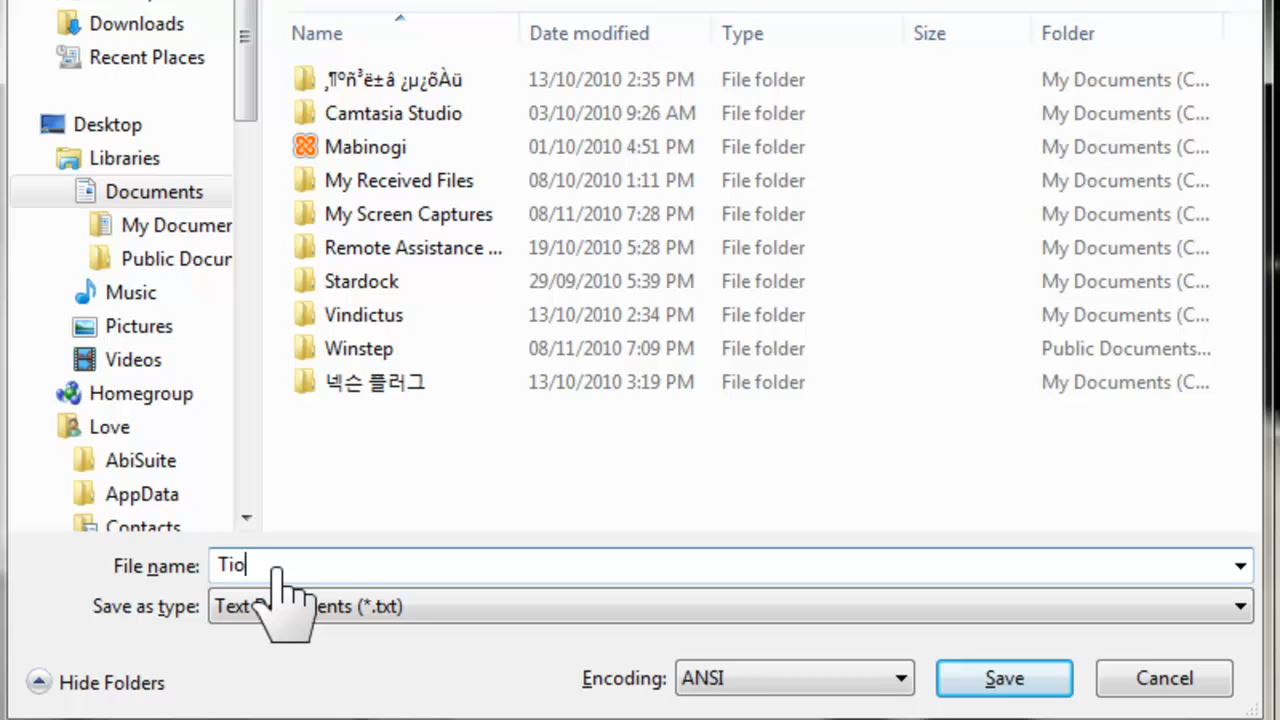 Downloads
Recent Places
Desktop
Libraries
Documents
My Documer
Public Docur
Music
Pictures
Videos
Homegroup
Love
AbiSuite
AppData
Contacts
Name Date modified Type Size Folder
¸¶ºñ³ë±â ¿µ¿õÀü 13/10/2010 2:35 PM File folder My Documents (C...
Camtasia Studio 03/10/2010 9:26 AM File folder My Documents (C...
Mabinogi 01/10/2010 4:51 PM File folder My Documents (C...
My Received Files 08/10/2010 1:11 PM File folder My Documents (C...
My Screen Captures 08/11/2010 7:28 PM File folder My Documents (C...
Remote Assistance ... 19/10/2010 5:28 PM File folder My Documents (C...
Stardock 29/09/2010 5:39 PM File folder My Documents (C...
Vindictus 13/10/2010 2:34 PM File folder My Documents (C...
Winstep 08/11/2010 7:09 PM File folder Public Documents...
넥슨 플러그 13/10/2010 3:19 PM File folder My Documents (C...
File name: Tio
Save as type: Text D ents (*.txt)
Hide Folders Encoding: ANSI Save Cancel